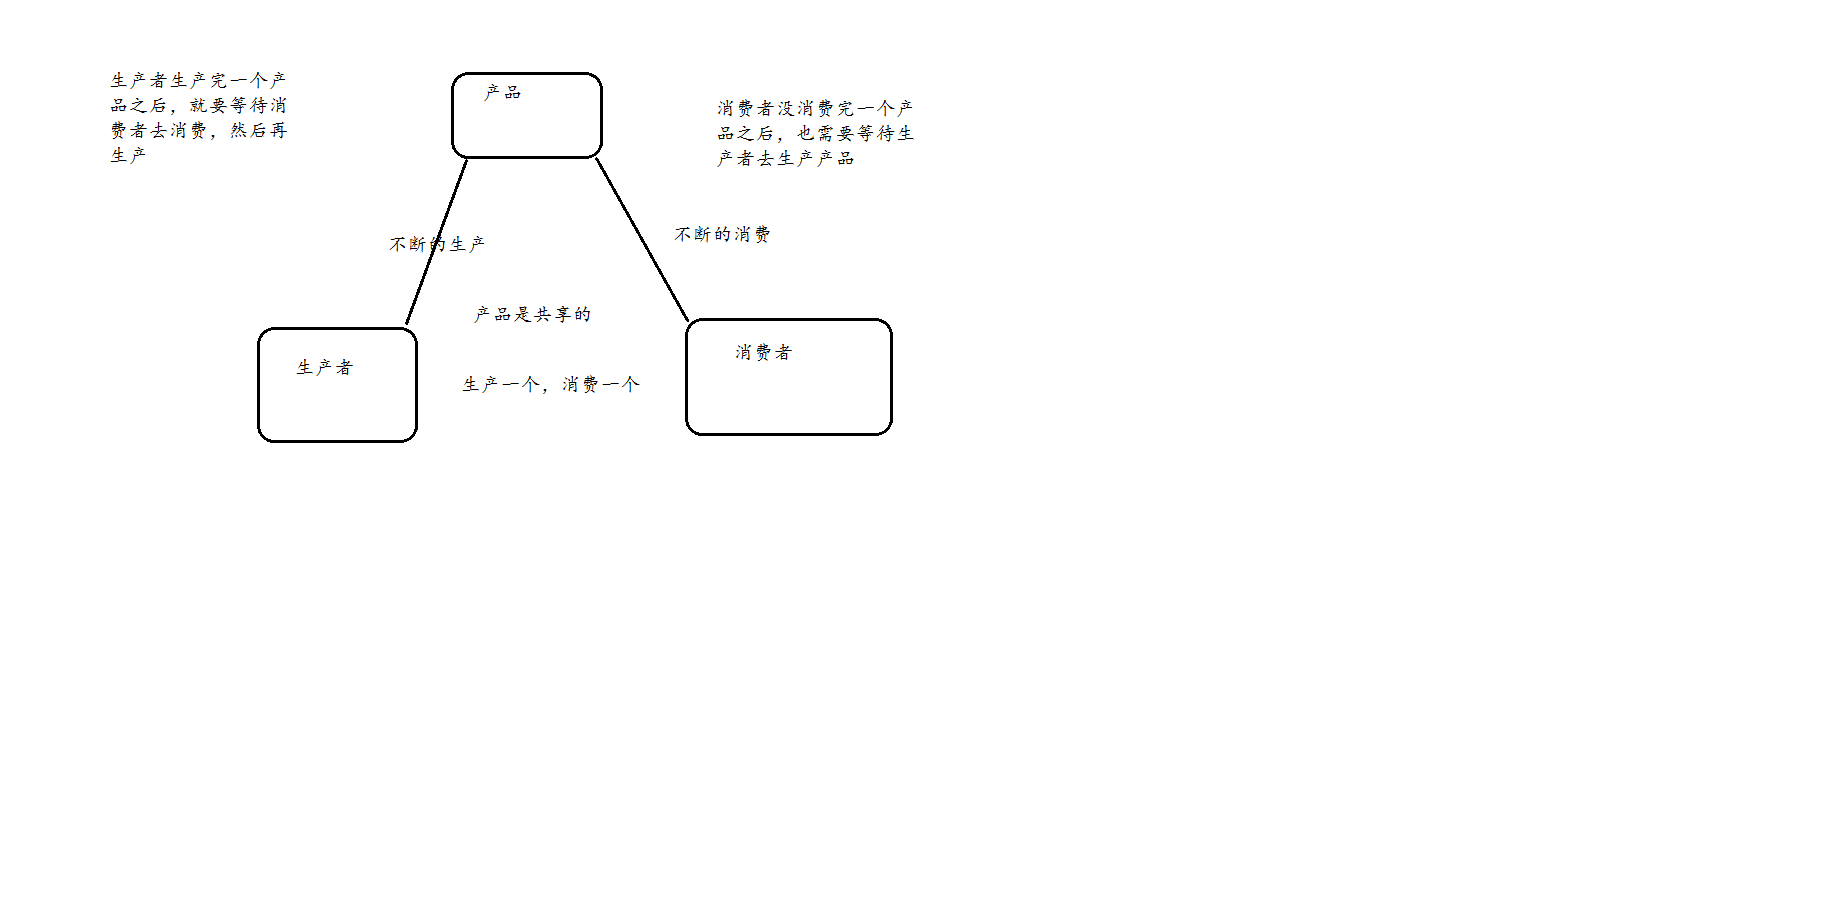 生产者生产完一个产
品之后，就要等待消
费者去消费，然后再
生产
产品
消费者没消费完一个产
品之后，也需要等待生
产者去生产产品
不断的生产
不断的消费
产品是共享的
生产者
生产一个，消费一个
消费者